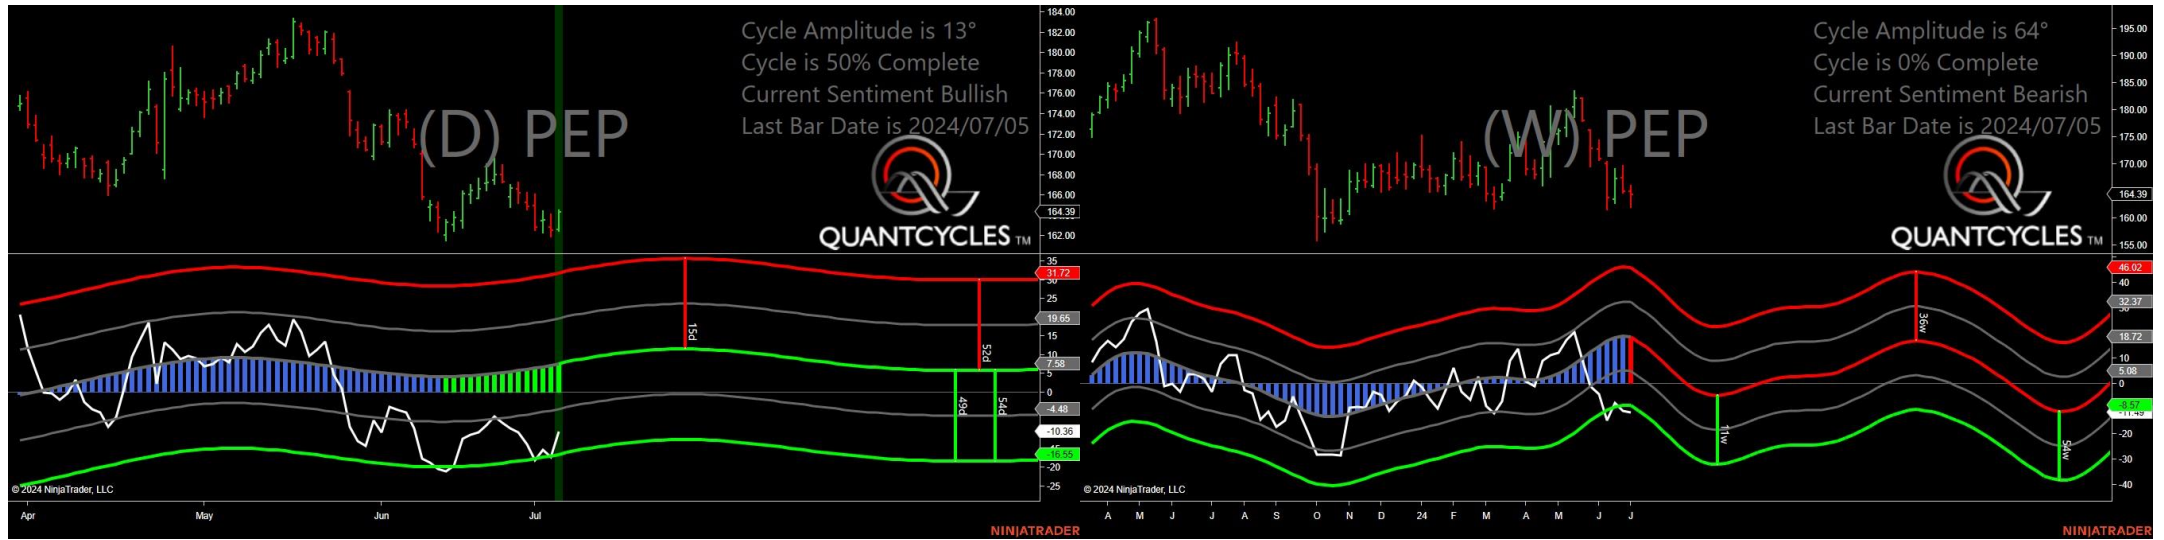 Cycle Amplitude is 13°
Cycle is 50% Complete
Current Sentiment Bullish
Last Bar Date is 2024/07/05
(D) PEP
QUANTCYCLES TM
184.00
182.00
180.00
178.00
176.00
174.00
172.00
170.00
168.00
166.00
164.39
162.00
35
31.72
30
25
19.65
15
10
7.58
5
0
-4.48
-10.36
-15
-16.55
-20
-25
15d
52d
49d
54d
© 2024 NinjaTrader, LLC
Apr May Jun Jul
NINJATRADER
Cycle Amplitude is 64°
Cycle is 0% Complete
Current Sentiment Bearish
Last Bar Date is 2024/07/05
(W) PEP
QUANTCYCLES TM
195.00
190.00
185.00
180.00
175.00
170.00
164.39
160.00
155.00
46.02
40
32.37
30
18.72
10
5.08
0
-8.57
-11.49
-20
-30
-40
11w
36w
54w
© 2024 NinjaTrader, LLC
A M J J A S O N D 24 F M A M J J
NINJATRADER